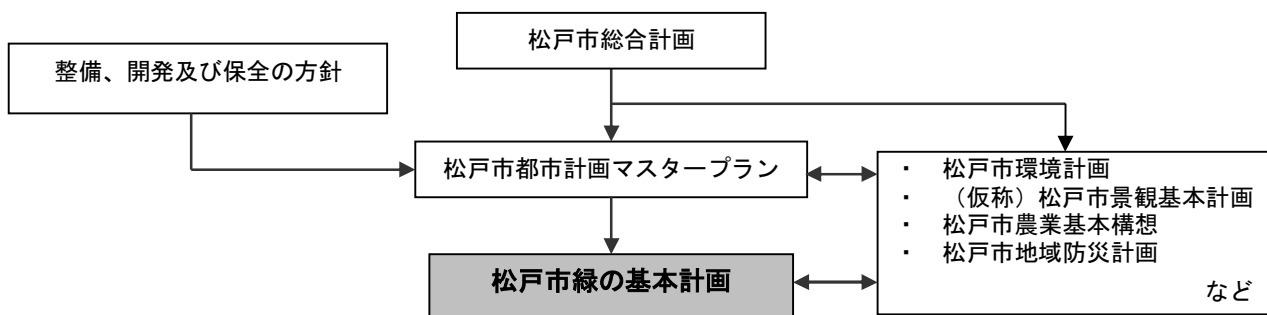 松戸市総合計画
整備、開発及び保全の方針
松戸市都市計画マスタープラン
・ 松戸市環境計画
・ （仮称）松戸市景観基本計画
・ 松戸市農業基本構想
・ 松戸市地域防災計画
など
松戸市緑の基本計画